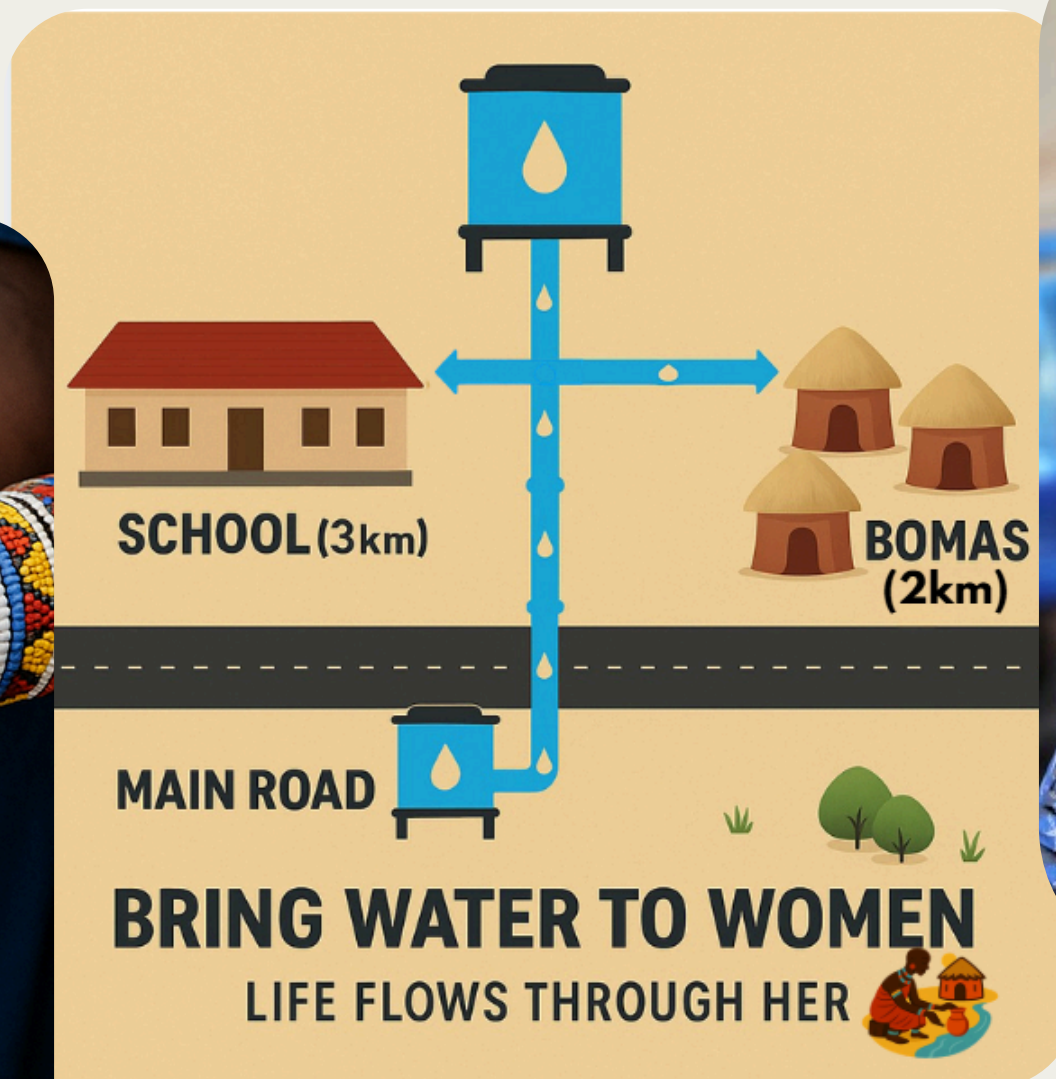 SCHOOL (3km)
BOMAS
(2km)
MAIN ROAD
BRING WATER TO WOMEN
LIFE FLOWS THROUGH HER